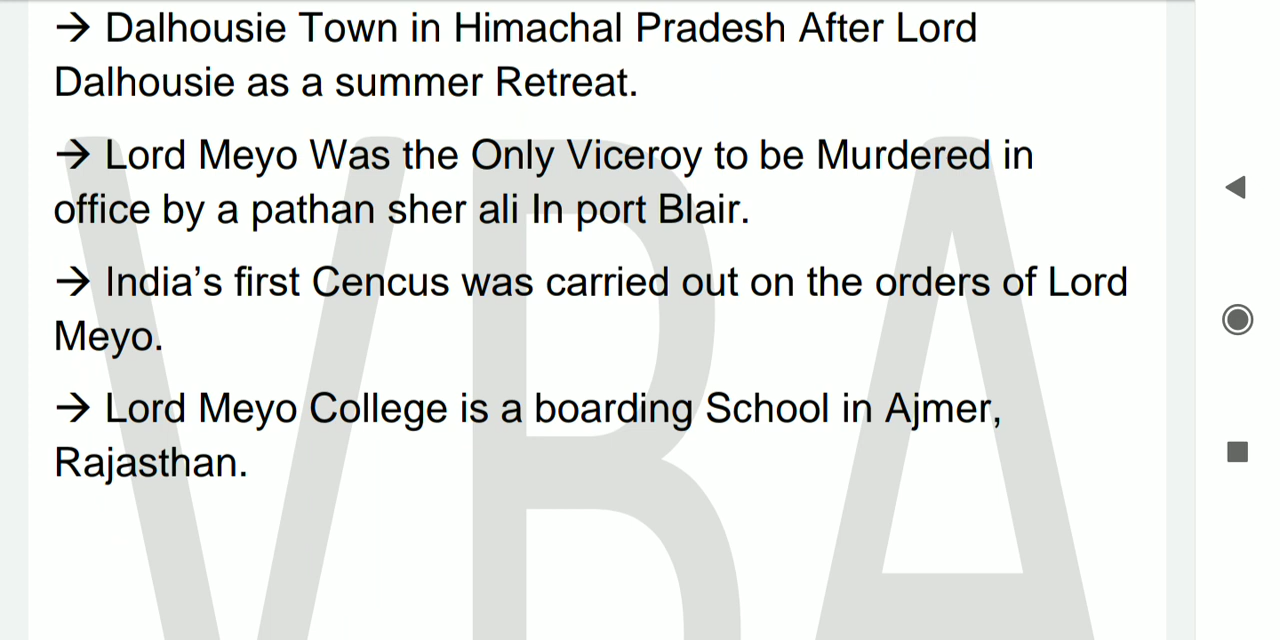 → Dalhousie Town in Himachal Pradesh After Lord
Dalhousie as a summer Retreat.
→ Lord Meyo Was the Only Viceroy to be Murdered in
office by a pathan sher ali In port Blair.
→ India’s first Cencus was carried out on the orders of Lord
Meyo.
→ Lord Meyo College is a boarding School in Ajmer,
Rajasthan.
VRA